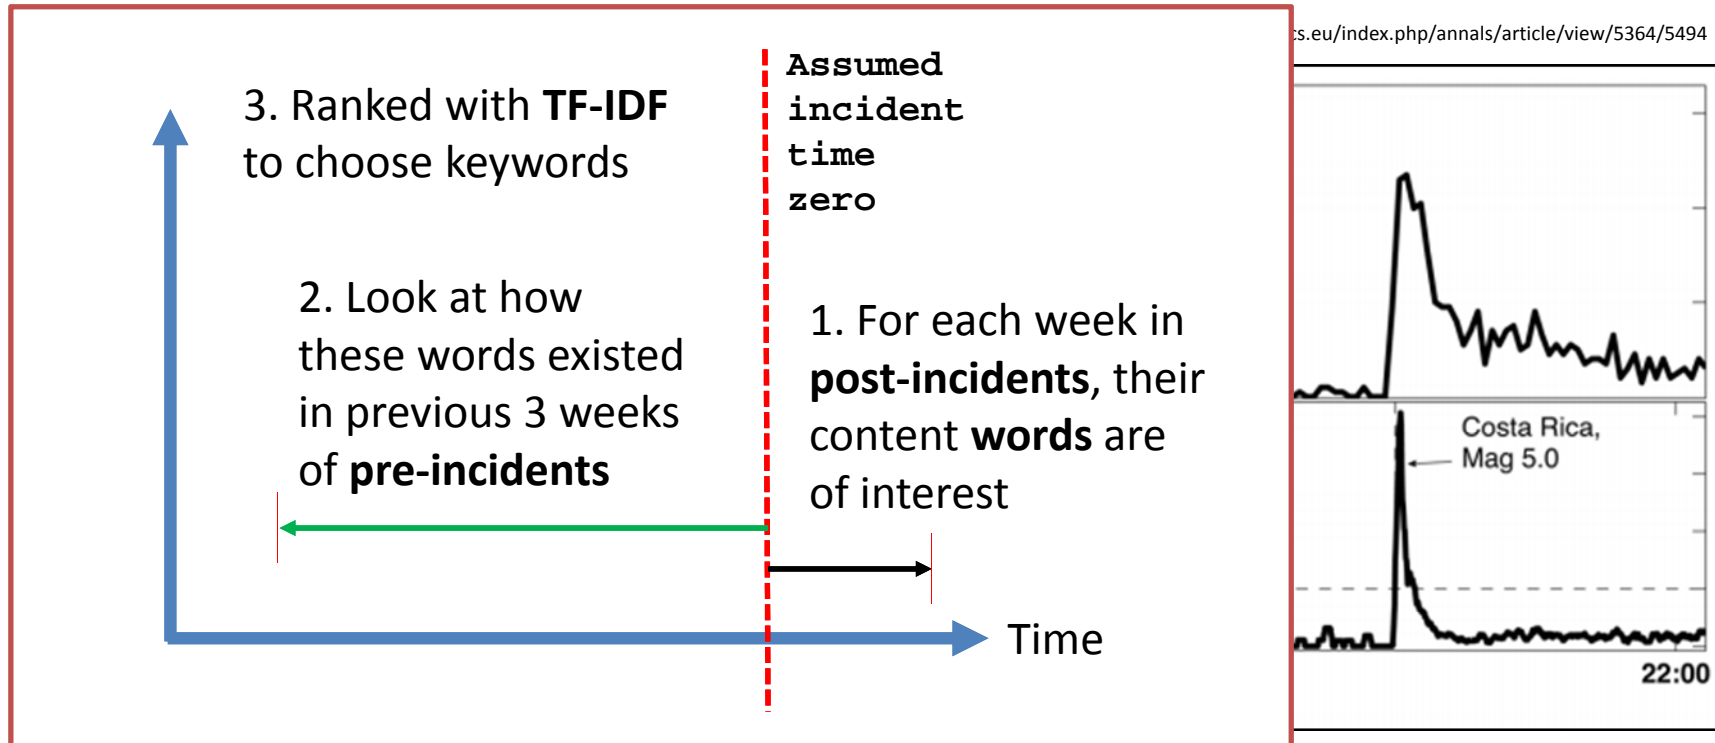 cs.eu/index.php/annals/article/view/5364/5494
Assumed
incident
time
zero
3. Ranked with TF-IDF
to choose keywords
2. Look at how
these words existed
in previous 3 weeks
of pre-incidents
1. For each week in
post-incidents, their
content words are
of interest
Time
Costa Rica,
Mag 5.0
22:00